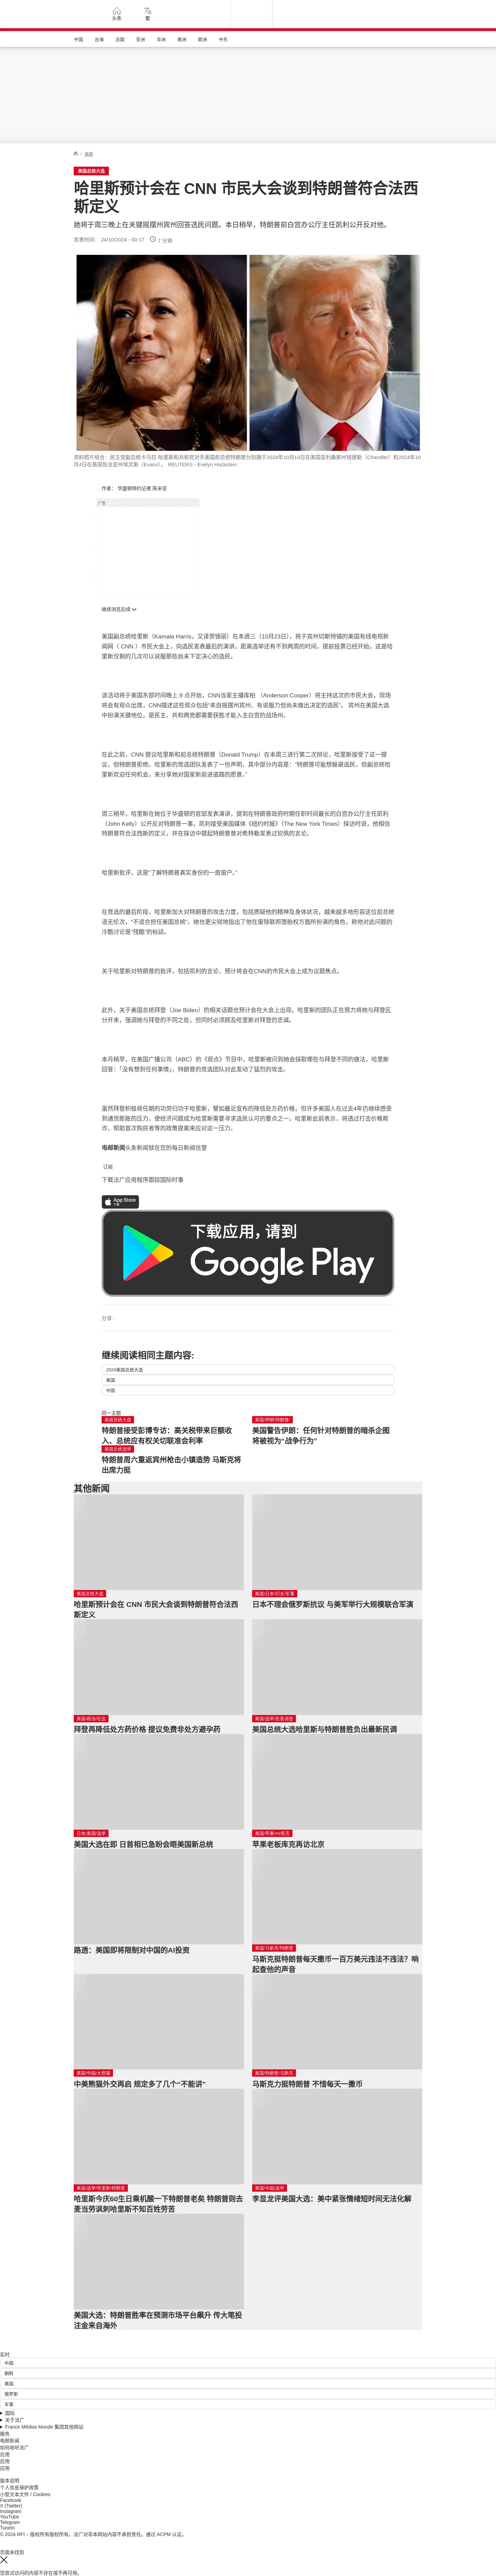 头条
繁
中国
台海
法国
亚洲
非洲
美洲
欧洲
中东
/ 美国
美国总统大选
哈里斯预计会在 CNN 市民大会谈到特朗普符合法西
斯定义
她将于周三晚上在关键摇摆州宾州回答选民问题。本日稍早，特朗普前白宫办公厅主任凯利公开反对他。
发表时间： 24/10/2024 - 00:17 7 分钟
资料照片组合：民主党副总统卡马拉·哈里斯和共和党对手美国前总统特朗普分别摄于2024年10月10日在美国亚利桑那州钱德勒（Chandler）和2024年10
月4日在美国佐治亚州埃文斯（Evans）。 REUTERS - Evelyn Hockstein
作者： 华盛顿特约记者 陈米宣
广告
继续浏览后续
美国副总统哈里斯（Kamala Harris，又译贺锦丽）在本週三（10月23日），将于宾州切斯特镇的美国有线电视新
闻网（ CNN ）市民大会上，向选民发表最后的演讲。距离选举还有不到两周的时间，提前投票已经开始，这是哈
里斯仅剩的几次可以说服那些尚未下定决心的选民。
该活动将于美国东部时间晚上 9 点开始，CNN当家主播库柏 （Anderson Cooper）将主持这次的市民大会，现场
将会有观众出席，CNN描述这些观众包括“来自摇摆州宾州、有说服力但尚未做出决定的选民”。 宾州在美国大选
中扮演关键地位，是民主、共和两党都需要获胜才能入主白宫的战场州。
在此之前，CNN 提议哈里斯和前总统特朗普（Donald Trump）在本周三进行第二次辩论，哈里斯接受了这一提
议，但特朗普拒绝。哈里斯的竞选团队发表了一份声明，其中部分内容是：“特朗普可能想躲避选民，但副总统哈
里斯欢迎任何机会，来分享她对国家新前进道路的愿景。”
周三稍早，哈里斯在她位于华盛顿的官邸发表演讲，提到在特朗普政府时期任职时间最长的白宫办公厅主任凯利
（John Kelly）公开反对特朗普一事，凯利接受美国媒体《纽约时报》（The New York Times）採访时说，他相信
特朗普符合法西斯的定义，并在採访中提起特朗普曾对希特勒发表过钦佩的言论。
哈里斯批评，这是“了解特朗普真实身份的一扇窗户。”
在竞选的最后阶段，哈里斯加大对特朗普的攻击力度，包括质疑他的精神及身体状况，越来越多地形容这位前总统
语无伦次，“不适合担任美国总统”。她也更尖锐地指出了他在废除联邦堕胎权方面所扮演的角色，称他对此问题的
冷酷讨论是“残酷”的标誌。
关于哈里斯对特朗普的批评，包括凯利的言论，预计将会在CNN的市民大会上成为议题焦点。
此外，关于美国总统拜登（Joe Biden）的相关话题也预计会在大会上出现。哈里斯的团队正在努力将她与拜登区
分开来，强调她与拜登的不同之处，但同时必须顾及哈里斯对拜登的忠诚。
本月稍早，在美国广播公司（ABC）的《观点》节目中，哈里斯被问到她会採取哪些与拜登不同的做法，哈里斯
回答：「没有想到任何事情」，特朗普的竞选团队对此发动了猛烈的攻击。
虽然拜登积极将任期的功劳归功于哈里斯，譬如最近宣布的降低处方药价格，但许多美国人在过去4年仍继续感受
到通货膨胀的压力，使经济问题成为哈里斯需要寻求选民认可的要点之一。哈里斯此前表示，将透过打击价格欺
诈、帮助首次购房者等的政策提案来应对这一压力。
电邮新闻头条新闻就在您的每日新闻信里
订阅
下载法广应用程序跟踪国际时事
App Store
下载
下载应用，请到
Google Play
分享 :
继续阅读相同主题内容:
2024美国总统大选
美国
中国
同一主题
美国总统大选
特朗普接受彭博专访：高关税带来巨额收
入、总统应有权关切联准会利率
美国总统选举
特朗普周六重返宾州枪击小镇造势 马斯克将
出席力挺
美国/伊朗/特朗普/
美国警告伊朗：任何针对特朗普的暗杀企图
将被视为“战争行为”
其他新闻
美国总统大选
哈里斯预计会在 CNN 市民大会谈到特朗普符合法西
斯定义
美国/日本/印太/军事
日本不理会俄罗斯抗议 与美军举行大规模联合军演
美国/政治/社会
拜登再降低处方药价格 提议免费非处方避孕药
美国/选举/民意调查
美国总统大选哈里斯与特朗普胜负出最新民调
日本/美国/选举
美国大选在即 日首相已急盼会晤美国新总统
美国/苹果/AI/库克
苹果老板库克再访北京
路透：美国即将限制对中国的AI投资
美国/马斯克/特朗普
马斯克挺特朗普每天撒币一百万美元违法不违法？响
起查他的声音
美国/中国/大熊猫
中美熊猫外交再启 规定多了几个"不能讲"
美国/特朗普/马斯克
马斯克力挺特朗普 不惜每天一撒币
美国/选举/哈里斯/特朗普
哈里斯今庆60生日乘机酸一下特朗普老矣 特朗普则去
麦当劳讽刺哈里斯不知百姓劳苦
美国/中国/选举
李显龙评美国大选：美中紧张情绪短时间无法化解
美国大选：特朗普胜率在预测市场平台飙升 传大笔投
注金来自海外
实时
中国
朝鲜
美国
俄罗斯
军事
国际
关于法广
France Médias Monde 集团其他网站
服务
电邮新闻
如何收听法广
应用
应用
应用
版本说明
个人信息保护政策
小型文本文件 / Cookies
Facebook
X (Twitter)
Instagram
YouTube
Telegram
TuneIn
© 2024 RFI – 版权所有版权所有。法广对非本网站内容不承担责任。通过 ACPM 认证。
页面未找到
您尝试访问的内容不存在或不再可用。